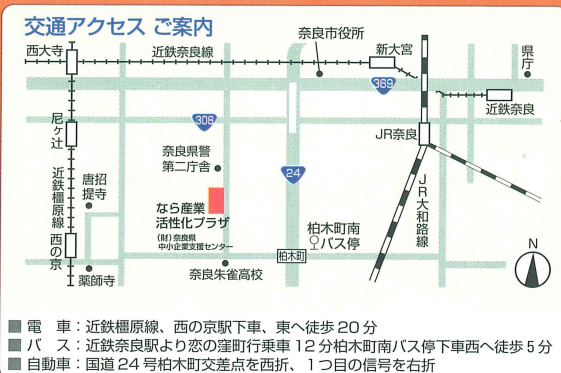 交通アクセス ご案内
西大寺
近鉄奈良線
奈良市役所
新大宮
県庁
369
近鉄奈良
308
尼ヶ辻
JR奈良
奈良県警
第二庁舎
24
唐招
提寺
近鉄橿原線
なら産業
活性化プラザ
(財)奈良県
中小企業支援センター
柏木町南
バス停
JR大和路線
西の京
柏木町
薬師寺
奈良朱雀高校
N
電 車:近鉄橿原線、西の京駅下車、東へ徒歩20分
バ ス:近鉄奈良駅より恋の窪町行乗車12分柏木町南バス停下車西へ徒歩5分
自動車:国道24号柏木町交差点を西折、1つ目の信号を右折